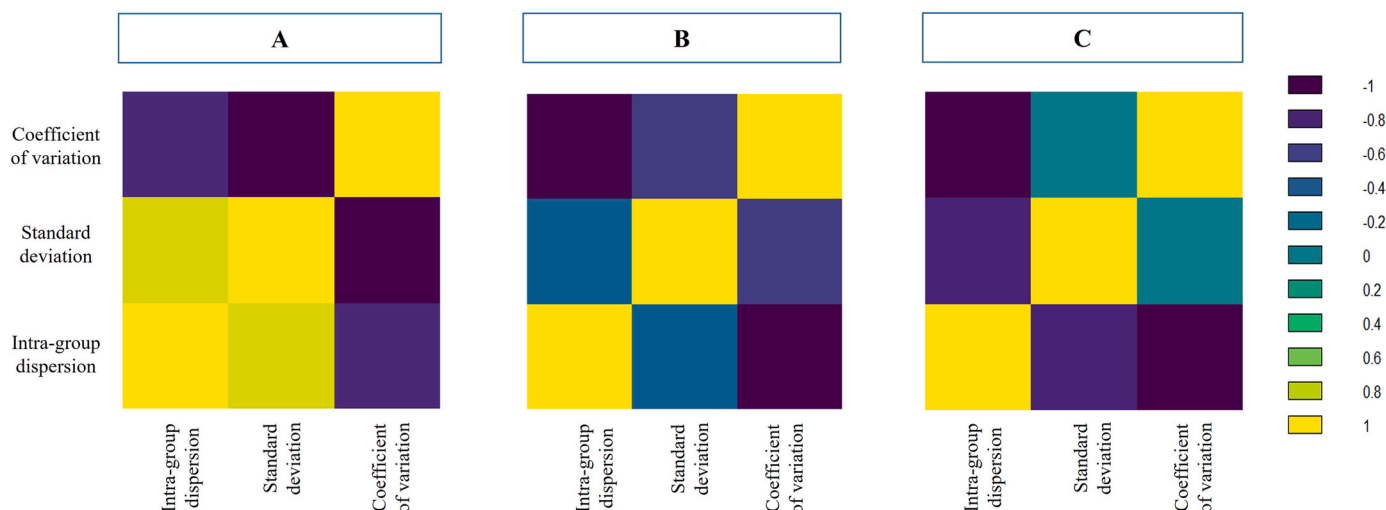 A
B
C
Coefficient
of variation
Standard
deviation
Intra-group
dispersion
Intra-group
dispersion
Standard
deviation
Coefficient
of variation
Intra-group
dispersion
Standard
deviation
Coefficient
of variation
Intra-group
dispersion
Standard
deviation
Coefficient
of variation
-1
-0.8
-0.6
-0.4
-0.2
0
0.2
0.4
0.6
0.8
1